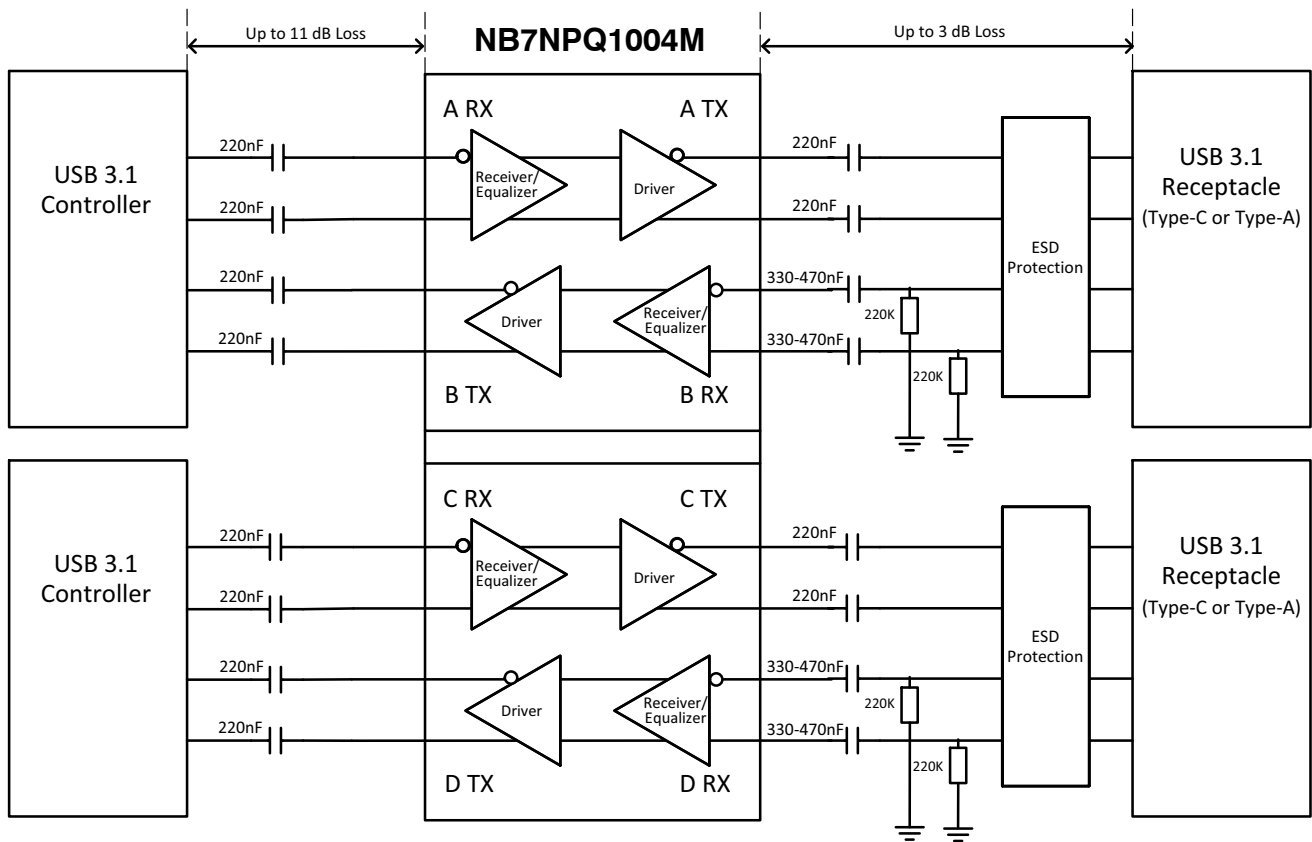 Up to 11 dB Loss
NB7NPQ1004M
Up to 3 dB Loss
USB 3.1
Controller
220nF
220nF
220nF
220nF
A RX
A TX
Receiver/
Equalizer
Driver
Driver
Receiver/
Equalizer
B TX
B RX
220nF
220nF
330-470nF
330-470nF
220K
220K
ESD
Protection
USB 3.1
Receptacle
(Type-C or Type-A)
USB 3.1
Controller
220nF
220nF
220nF
220nF
C RX
C TX
Receiver/
Equalizer
Driver
Driver
Receiver/
Equalizer
D TX
D RX
220nF
220nF
330-470nF
330-470nF
220K
220K
ESD
Protection
USB 3.1
Receptacle
(Type-C or Type-A)